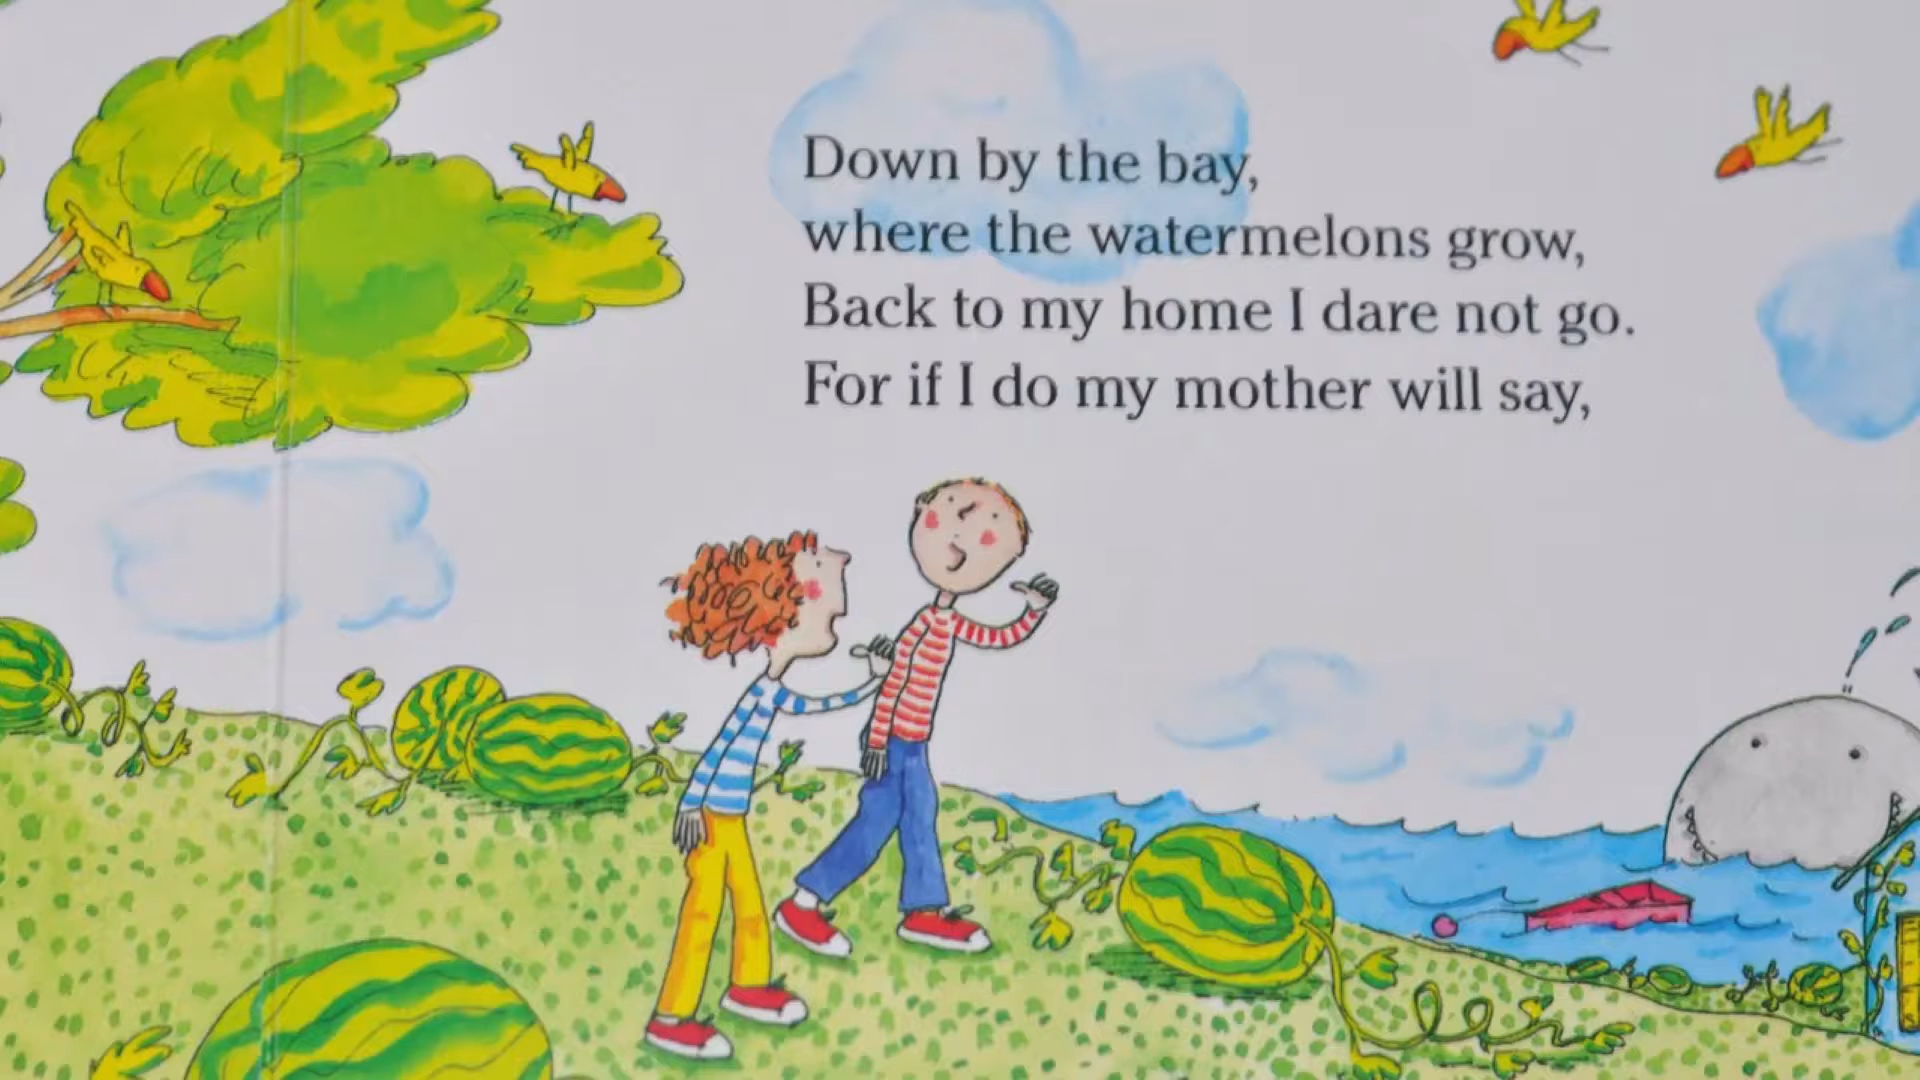 Down by the bay,
where the watermelons grow,
Back to my home I dare not go.
For if I do my mother will say,